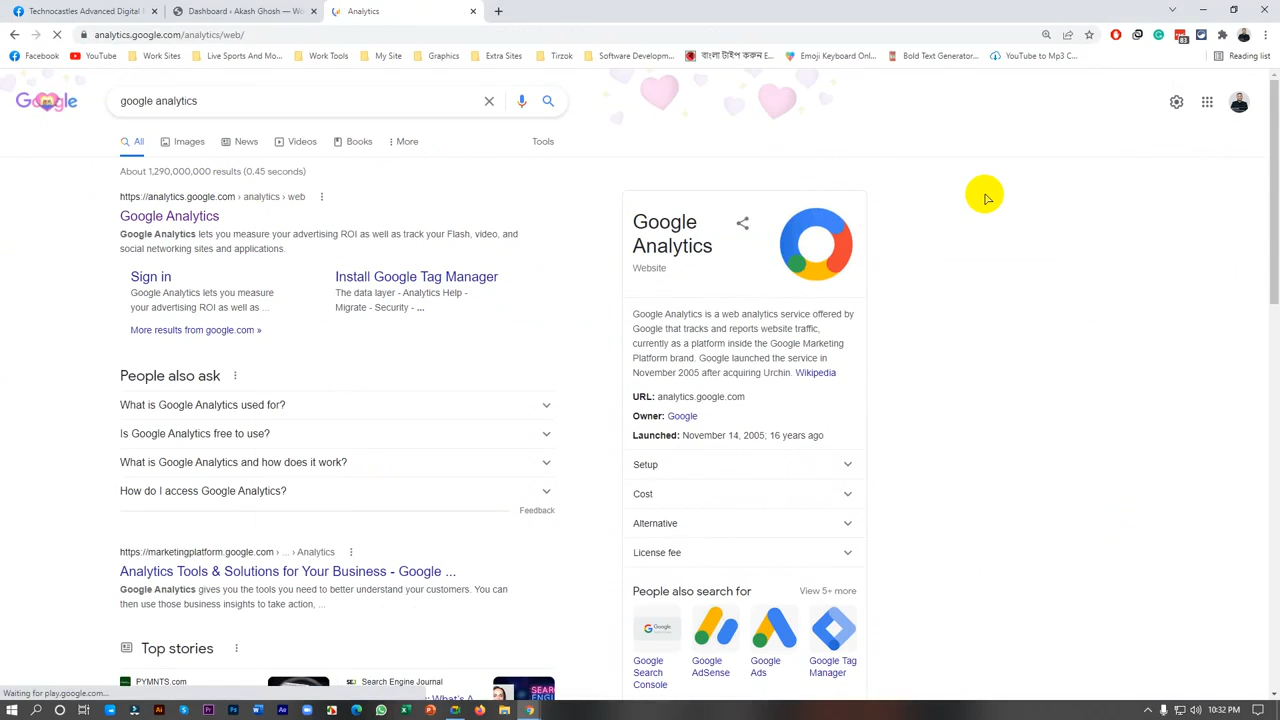 Technocastles Advanced Digital M
Dashboard ‹ Wash & Kush — Wo
Analytics
analytics.google.com/analytics/web/
Facebook
YouTube
Work Sites
Live Sports And Mo...
Work Tools
My Site
Graphics
Extra Sites
Tirzok
Software Developm...
বাংলা টাইপ করুন E...
Emoji Keyboard Onl...
Bold Text Generator...
YouTube to Mp3 C...
Reading list
Google
google analytics
All
Images
News
Videos
Books
More
Tools
About 1,290,000,000 results (0.45 seconds)
https://analytics.google.com › analytics › web
Google Analytics
Google Analytics lets you measure your advertising ROI as well as track your Flash, video, and
social networking sites and applications.
Sign in
Google Analytics lets you measure
your advertising ROI as well as ...
Install Google Tag Manager
The data layer - Analytics Help -
Migrate - Security - ...
More results from google.com »
People also ask
What is Google Analytics used for?
Is Google Analytics free to use?
What is Google Analytics and how does it work?
How do I access Google Analytics?
Feedback
https://marketingplatform.google.com › ... › Analytics
Analytics Tools & Solutions for Your Business - Google ...
Google Analytics gives you the tools you need to better understand your customers. You can
then use those business insights to take action, ...
Top stories
PYMNTS.com
Search Engine Journal
Google
Analytics
Website
Google Analytics is a web analytics service offered by
Google that tracks and reports website traffic,
currently as a platform inside the Google Marketing
Platform brand. Google launched the service in
November 2005 after acquiring Urchin. Wikipedia
URL: analytics.google.com
Owner: Google
Launched: November 14, 2005; 16 years ago
Setup
Cost
Alternative
License fee
People also search for
View 5+ more
Google
Google
Search
Console
Google
AdSense
Google
Ads
Google Tag
Manager
Waiting for play.google.com...
10:32 PM